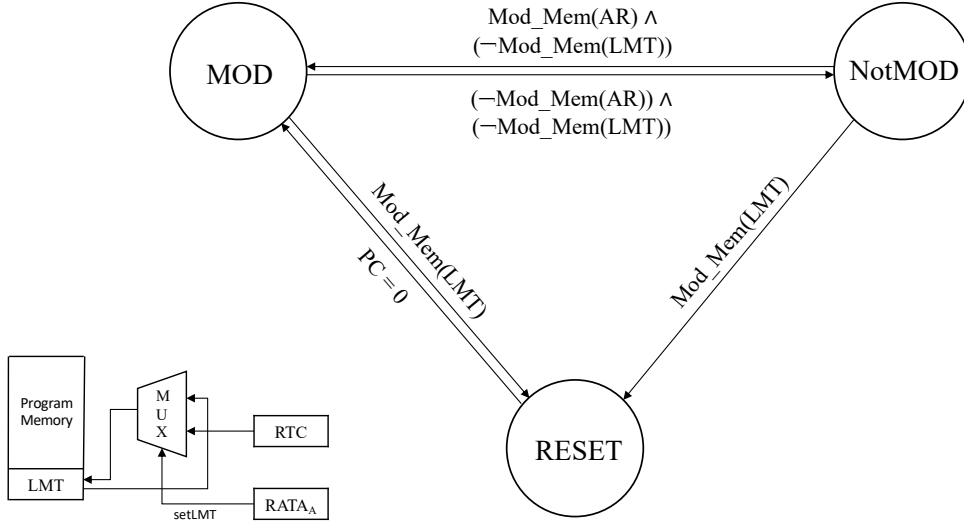 Mod_Mem(AR) ∧
(¬Mod_Mem(LMT))
MOD
NotMOD
(¬Mod_Mem(AR)) ∧
(¬Mod_Mem(LMT))
Mod_Mem(LMT)
PC = 0
Mod_Mem(LMT)
RESET
Program
Memory
LMT
M
U
X
RTC
RATA_A
setLMT